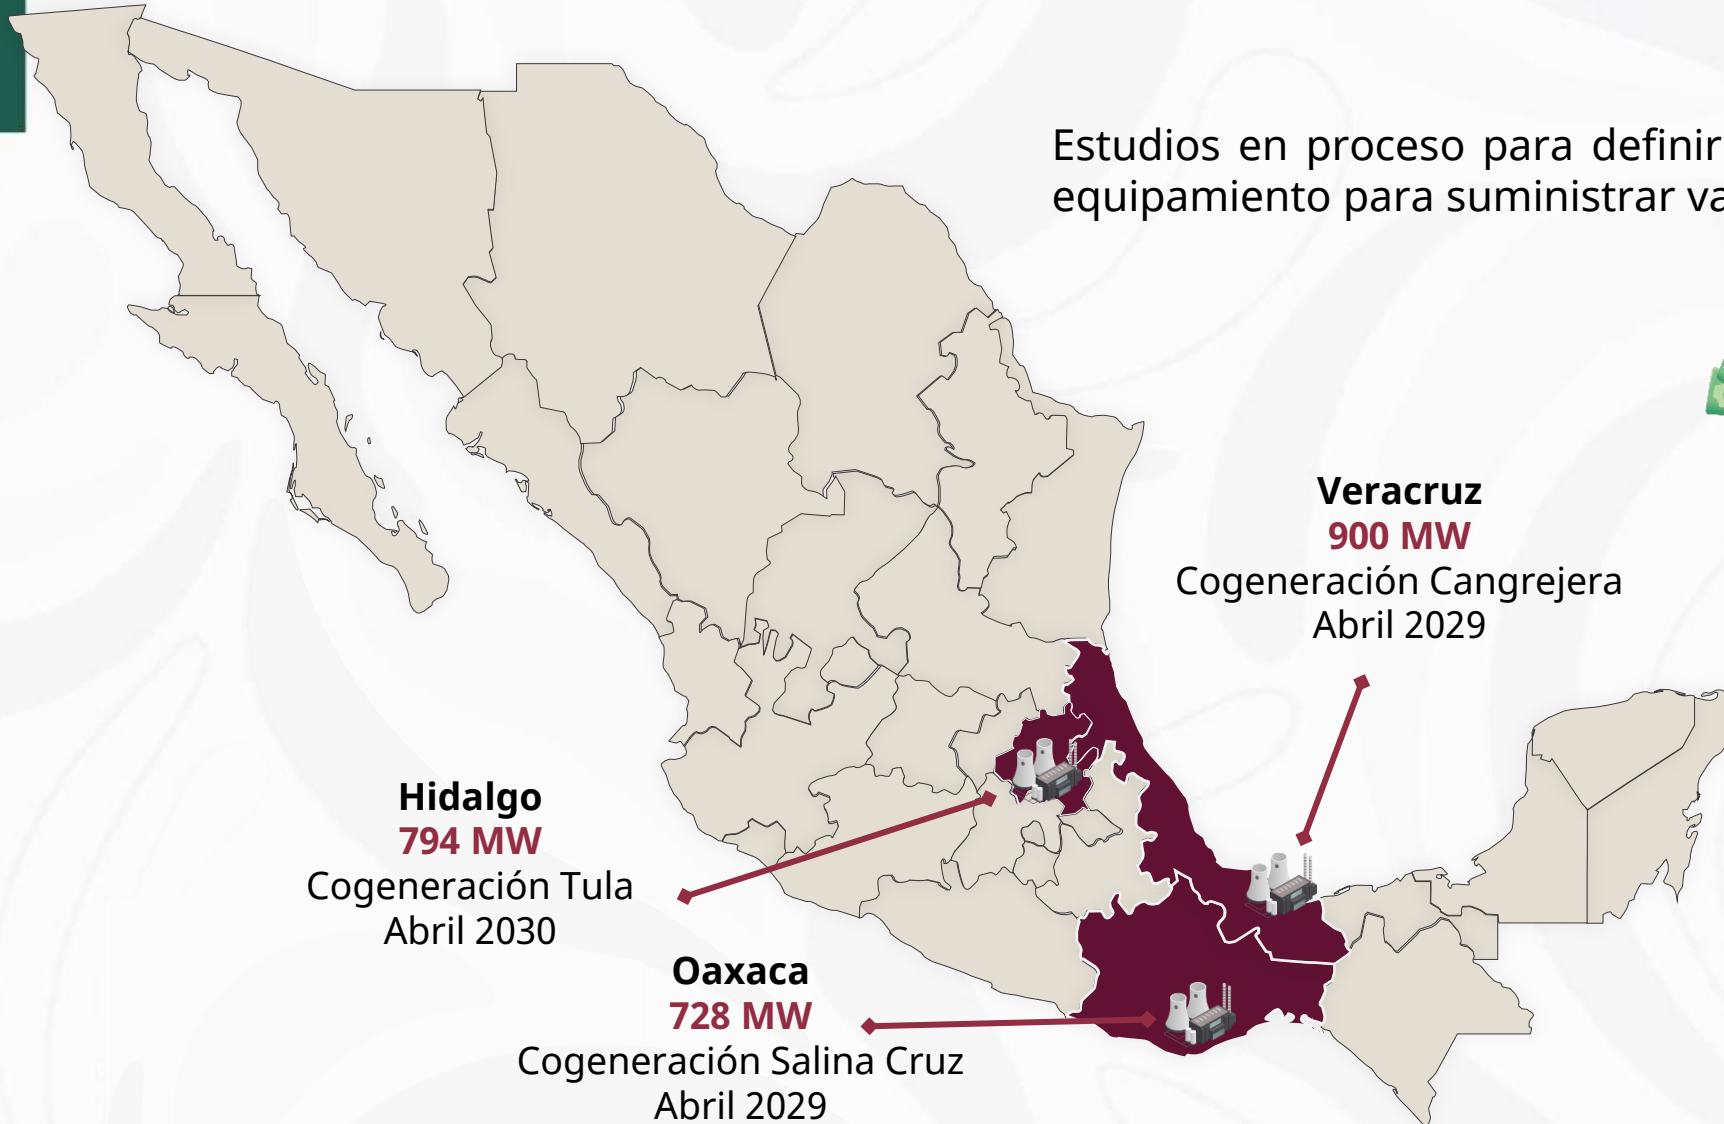 Estudios en proceso para definir
equipamiento para suministrar
Veracruz
900 MW
Cogeneración Cangrejera
Abril 2029
Hidalgo
794 MW
Cogeneración Tula
Abril 2030
Oaxaca
728 MW
Cogeneración Salina Cruz
Abril 2029